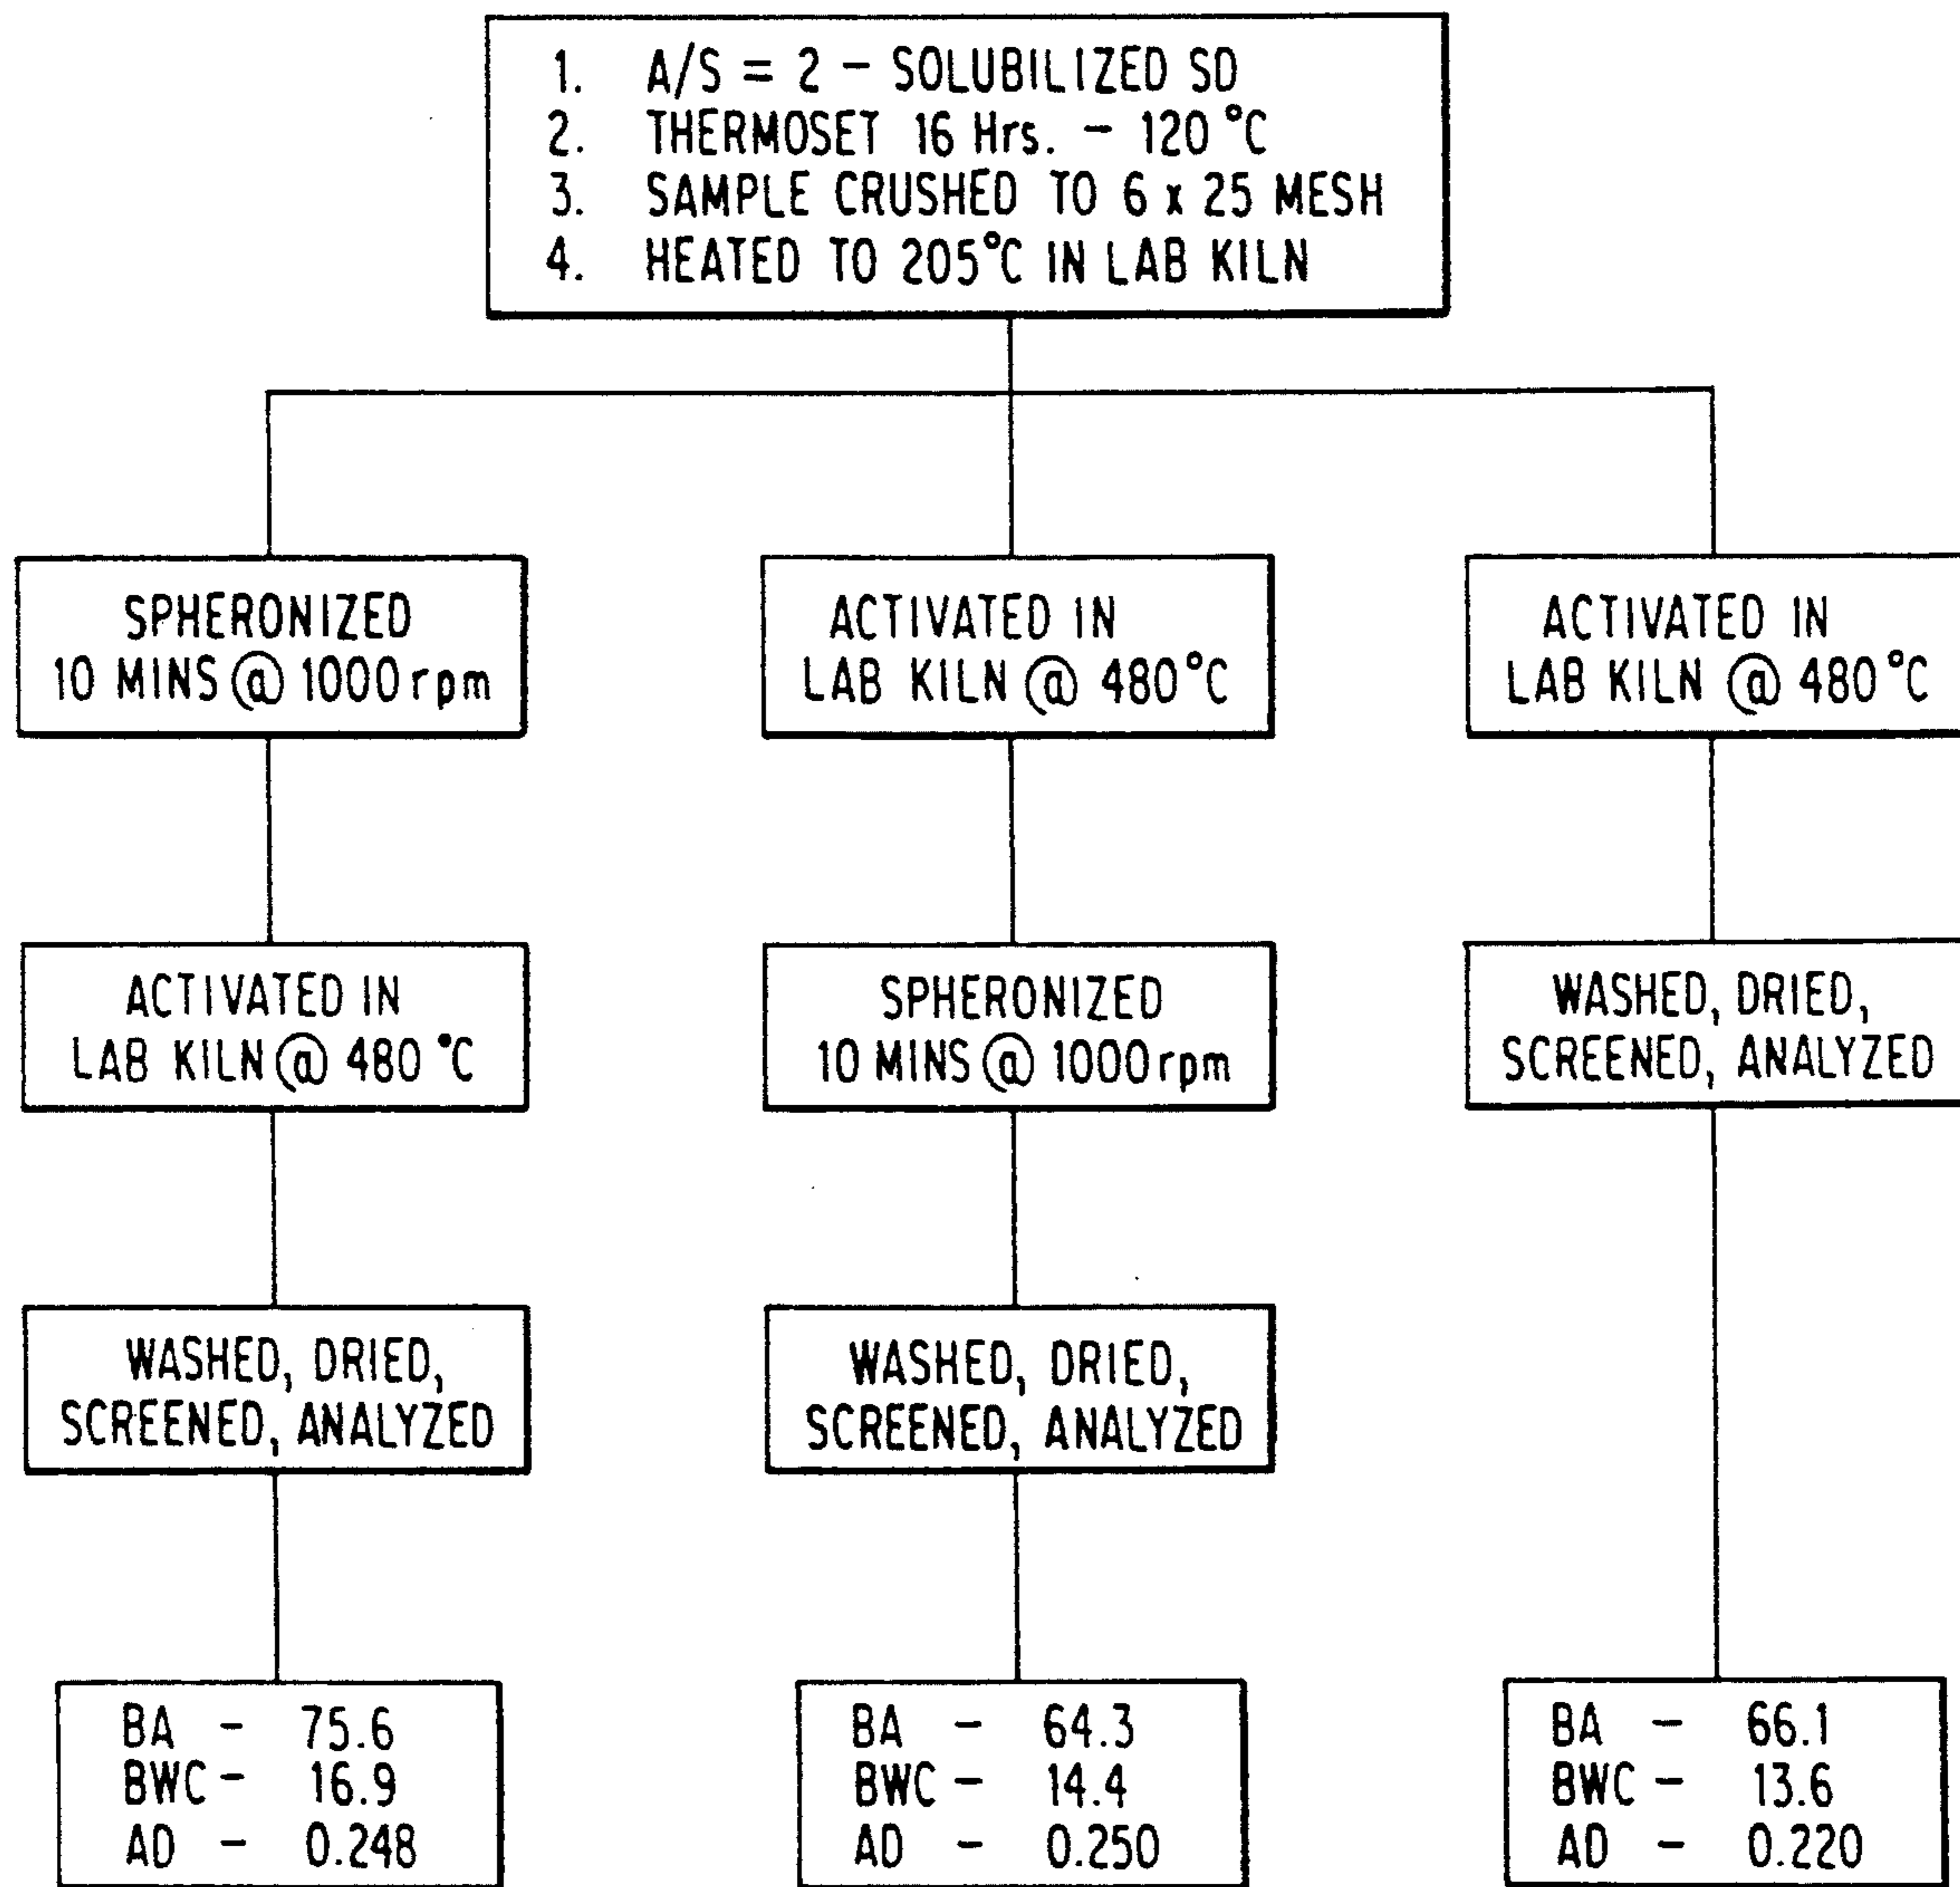 1. A/S = 2 - SOLUBILIZED SD
2. THERMOSET 16 Hrs. - 120 °C
3. SAMPLE CRUSHED TO 6 x 25 MESH
4. HEATED TO 205°C IN LAB KILN
SPHERONIZED
10 MINS @ 1000 rpm
ACTIVATED IN
LAB KILN @ 480 °C
WASHED, DRIED,
SCREENED, ANALYZED
BA - 75.6
BWC - 16.9
AD - 0.248
ACTIVATED IN
LAB KILN @ 480°C
SPHERONIZED
10 MINS @ 1000 rpm
WASHED, DRIED,
SCREENED, ANALYZED
BA - 64.3
BWC - 14.4
AD - 0.250
ACTIVATED IN
LAB KILN @ 480°C
WASHED, DRIED,
SCREENED, ANALYZED
BA - 66.1
BWC - 13.6
AD - 0.220